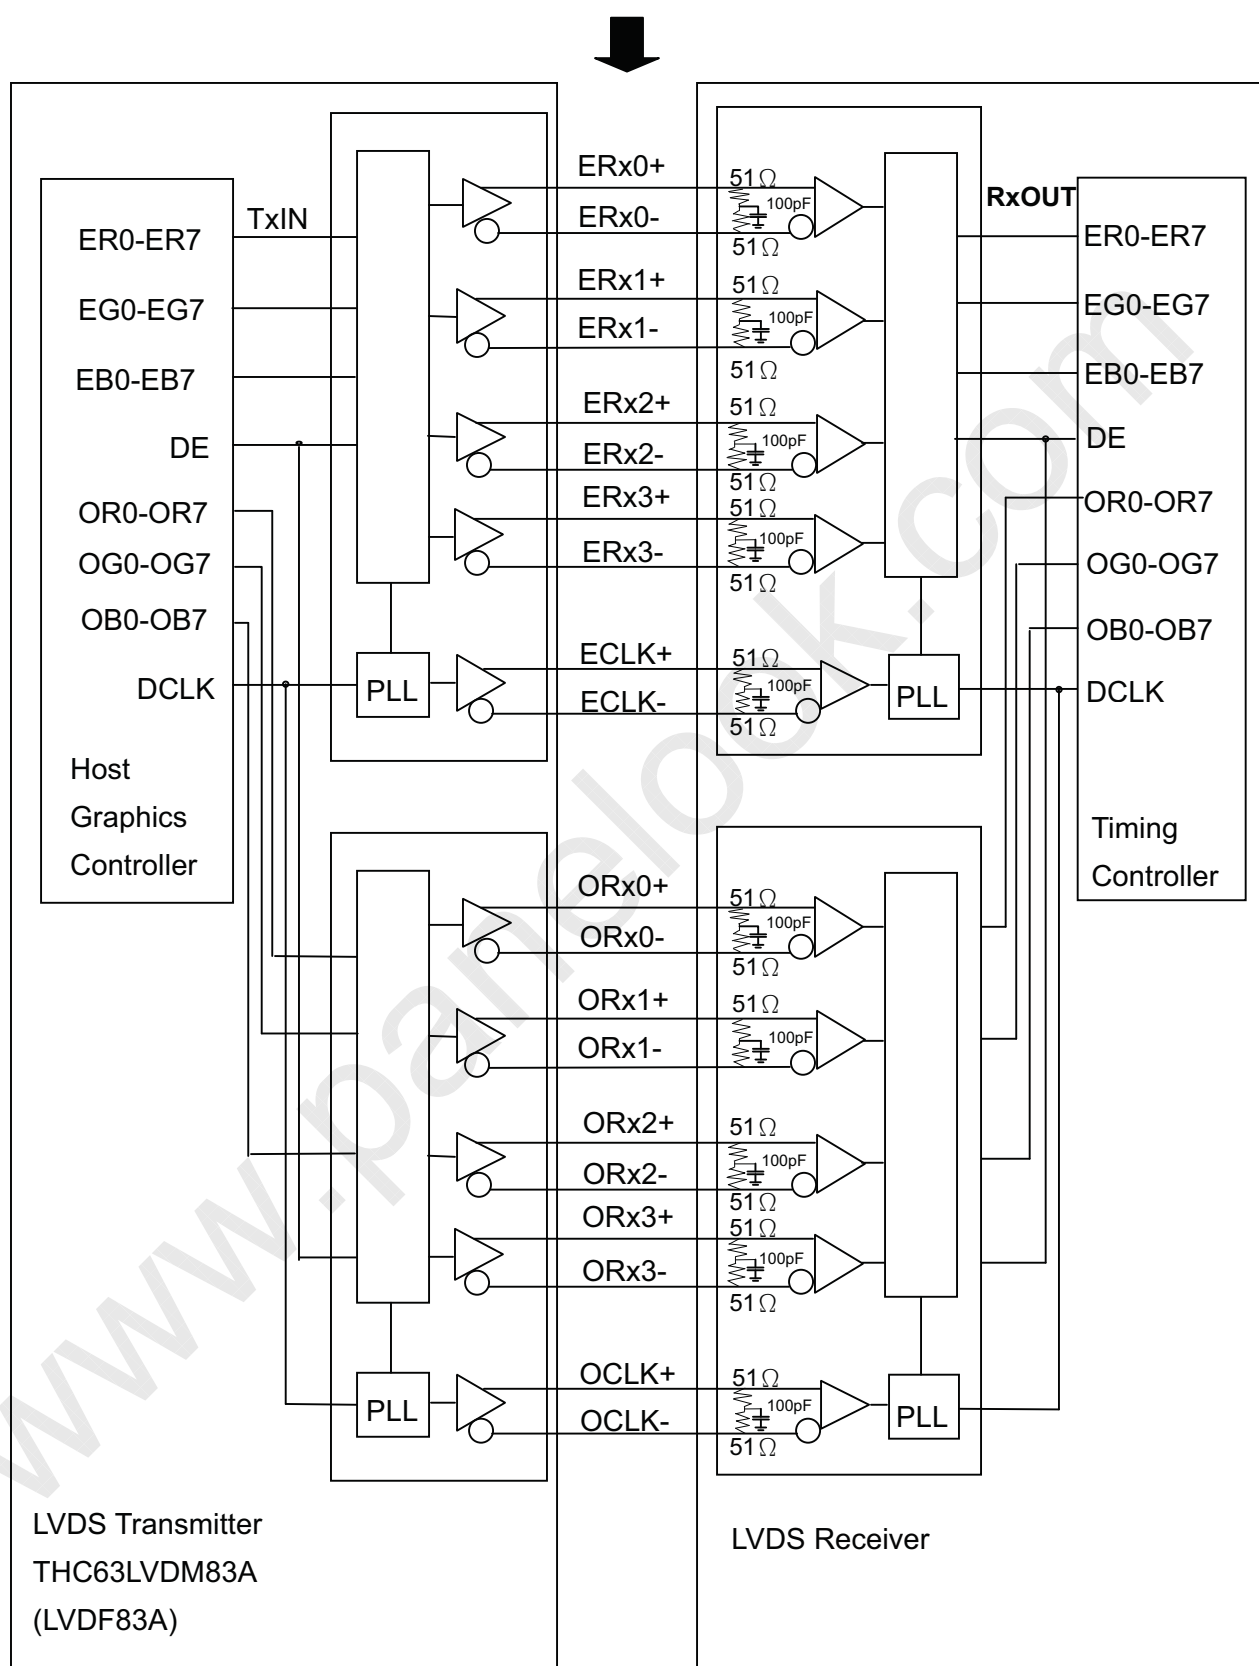 TxIN
ER0-ER7
EG0-EG7
EB0-EB7
DE
OR0-OR7
OG0-OG7
OB0-OB7
DCLK
Host
Graphics
Controller
PLL
ERx0+
ERx0-
ERx1+
ERx1-
ERx2+
ERx2-
ERx3+
ERx3-
ECLK+
ECLK-
51Ω
100pF
51Ω
51Ω
100pF
51Ω
51Ω
100pF
51Ω
51Ω
100pF
51Ω
51Ω
100pF
51Ω
PLL
RxOUT
ER0-ER7
EG0-EG7
EB0-EB7
DE
OR0-OR7
OG0-OG7
OB0-OB7
DCLK
Timing
Controller
PLL
ORx0+
ORx0-
ORx1+
ORx1-
ORx2+
ORx2-
ORx3+
ORx3-
OCLK+
OCLK-
51Ω
100pF
51Ω
51Ω
100pF
51Ω
51Ω
100pF
51Ω
51Ω
100pF
51Ω
51Ω
100pF
51Ω
PLL
LVDS Transmitter
THC63LVDM83A
(LVDF83A)
LVDS Receiver
www.panelook.com